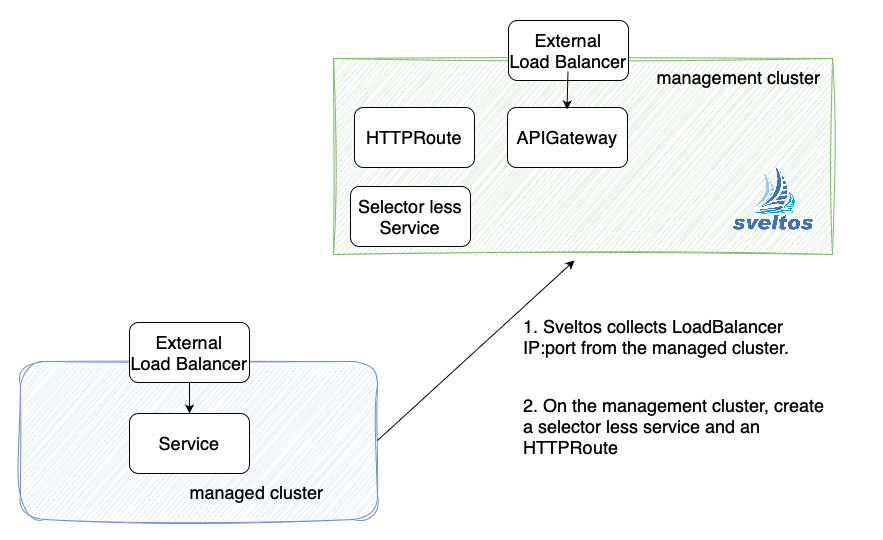 External
Load Balancer
management cluster
HTTPRoute
APIGateway
Selector less
Service
sveltos
External
Load Balancer
Service
managed cluster
1. Sveltos collects LoadBalancer
IP:port from the managed cluster.
2. On the management cluster, create
a selector less service and an
HTTPRoute